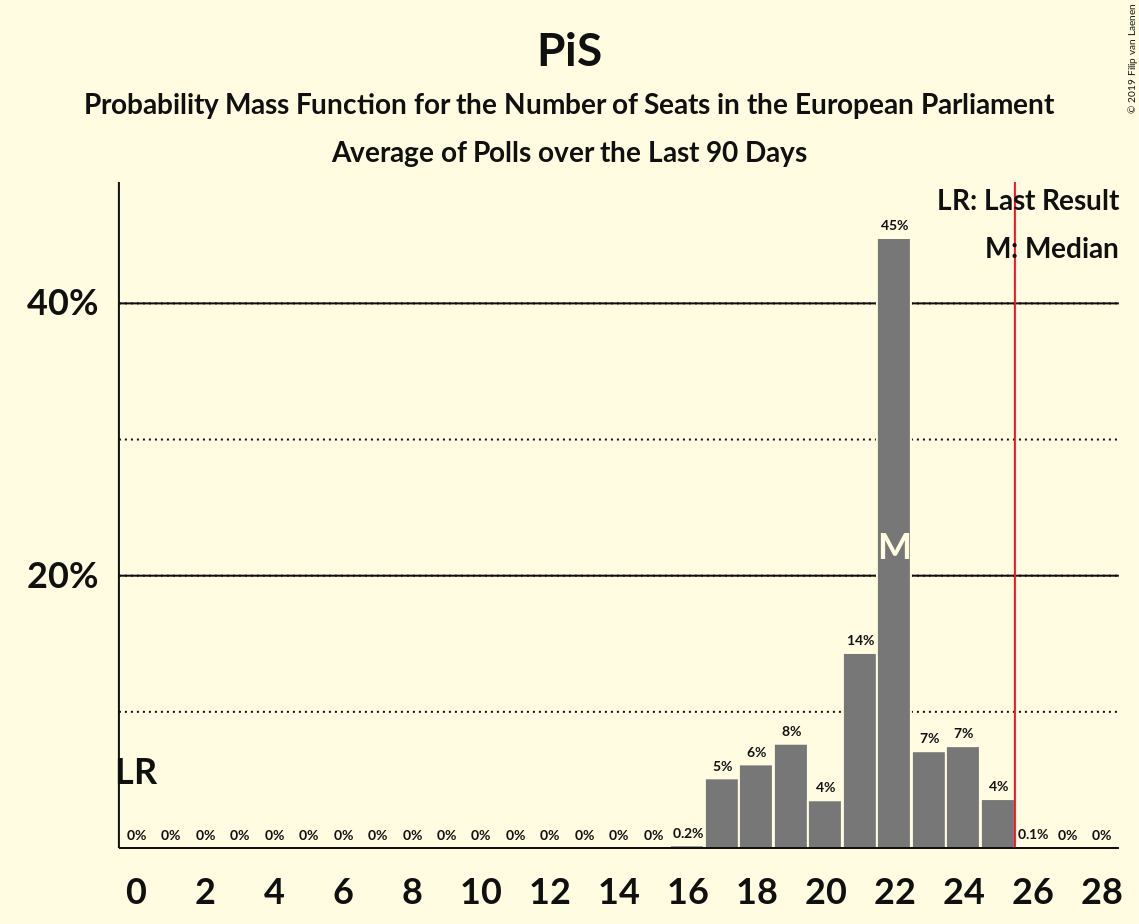 PiS
Probability Mass Function for the Number of Seats in the European Parliament
Average of Polls over the Last 90 Days
© 2019 Filip van Laenen
LR: Last Result
M: Median
45%
40%
M
20%
14%
8%
7%
7%
6%
5%
4%
4%
LR
0% 0% 0% 0% 0% 0% 0% 0% 0% 0% 0% 0% 0% 0% 0% 0% 0.2% 0.1% 0% 0%
0 2 4 6 8 10 12 14 16 18 20 22 24 26 28